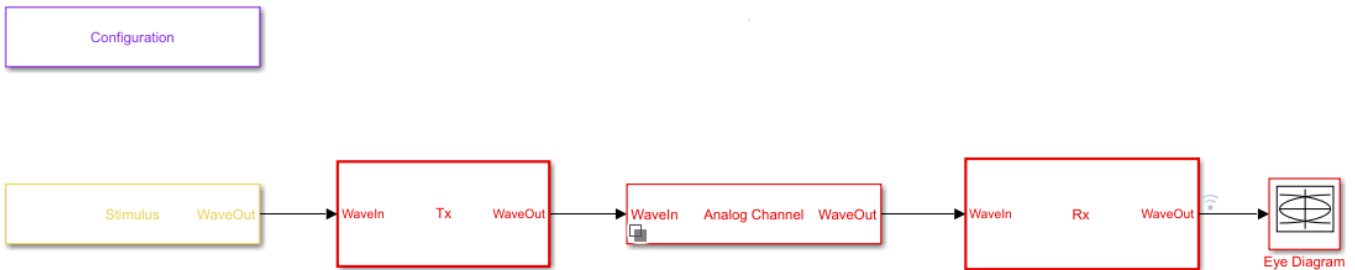 Configuration
Stimulus WaveOut
WaveIn Tx WaveOut
WaveIn Analog Channel WaveOut
WaveIn Rx WaveOut
Eye Diagram